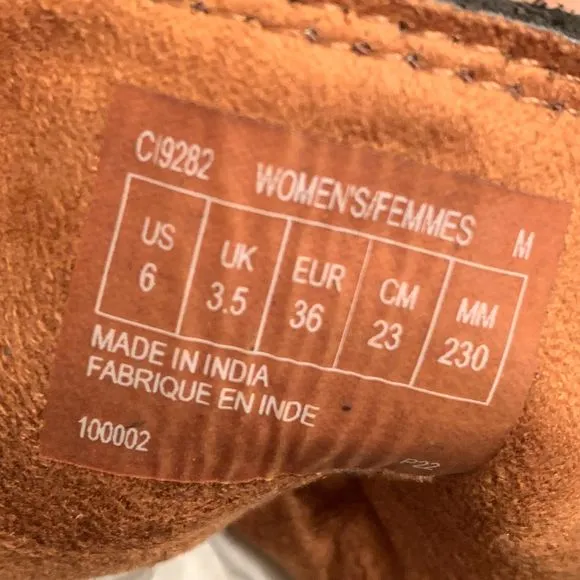 CI9282 WOMEN'S/FEMMES M
US UK EUR CM MM
6 3.5 36 23 230
MADE IN INDIA
FABRIQUE EN INDE
100002
F22